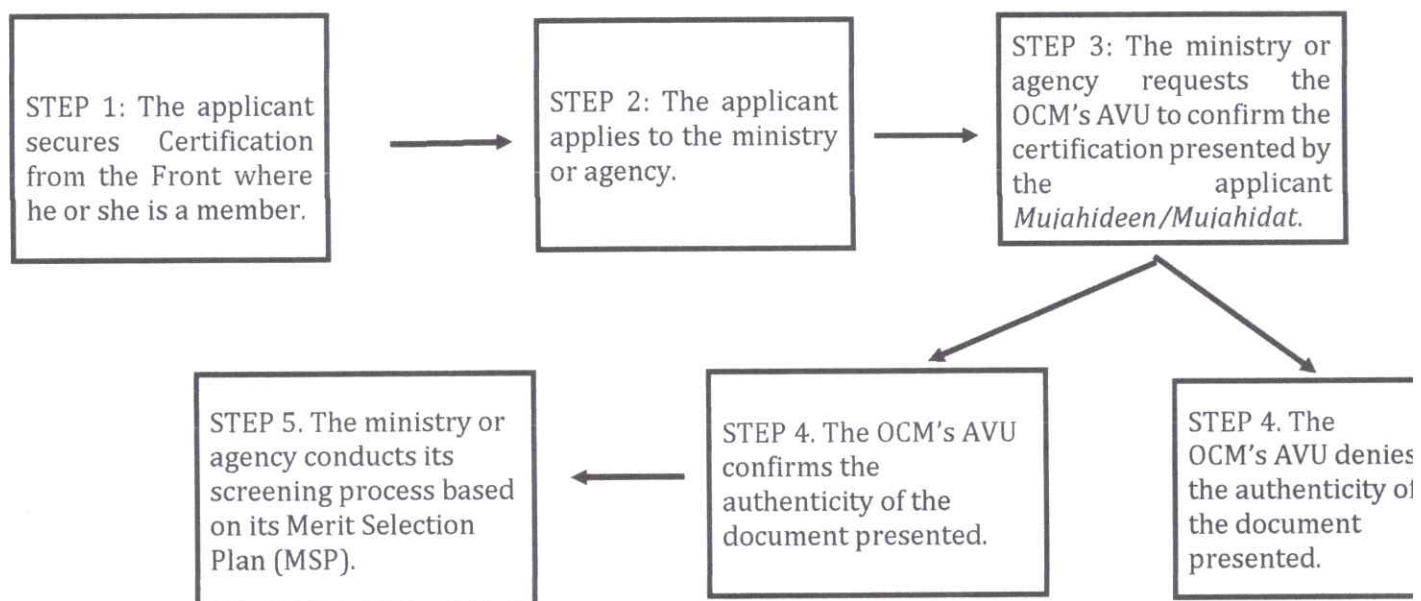 STEP 1: The applicant
secures Certification
from the Front where
he or she is a member.
STEP 2: The applicant
applies to the ministry
or agency.
STEP 3: The ministry or
agency requests the
OCM's AVU to confirm the
certification presented by
the applicant
Mujahideen/Mujahidat.
STEP 4. The OCM's AVU
confirms the
authenticity of the
document presented.
STEP 4. The
OCM's AVU denies
the authenticity of
the document
presented.
STEP 5. The ministry or
agency conducts its
screening process based
on its Merit Selection
Plan (MSP).